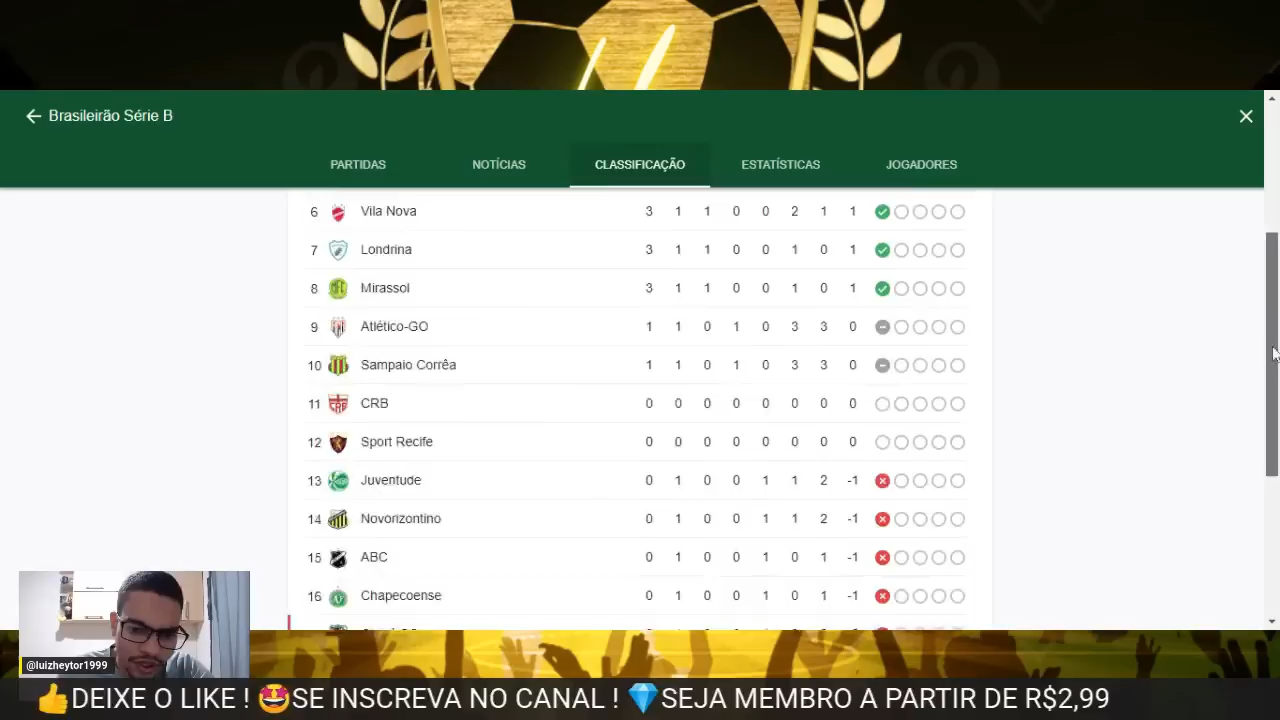 Brasileirão Série B
PARTIDAS NOTÍCIAS CLASSIFICAÇÃO ESTATÍSTICAS JOGADORES
6 Vila Nova 3 1 1 0 0 2 1 1
7 Londrina 3 1 1 0 0 1 0 1
8 Mirassol 3 1 1 0 0 1 0 1
9 Atlético-GO 1 1 0 1 0 3 3 0
10 Sampaio Corrêa 1 1 0 1 0 3 3 0
11 CRB 0 0 0 0 0 0 0 0
12 Sport Recife 0 0 0 0 0 0 0 0
13 Juventude 0 1 0 0 1 1 2 -1
14 Novorizontino 0 1 0 0 1 1 2 -1
15 ABC 0 1 0 0 1 0 1 -1
16 Chapecoense 0 1 0 0 1 0 1 -1
@luizheytor1999
👍DEIXE O LIKE ! 🤩SE INSCREVA NO CANAL ! 💎SEJA MEMBRO A PARTIR DE R$2,99